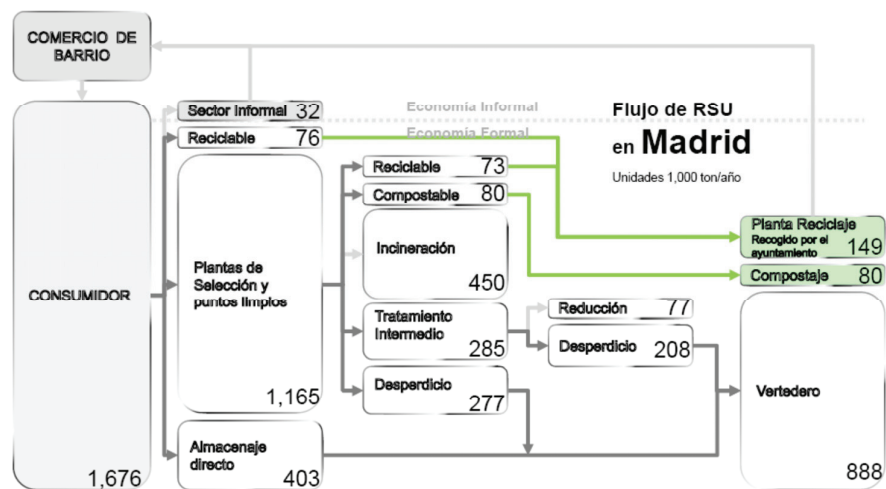 COMERCIO DE
BARRIO
Sector Informal 32
Economía Informal
Economía Formal
Flujo de RSU
en Madrid
Unidades 1,000 ton/año
Reciclable 76
Reciclable 73
Compostable 80
Incineración
450
Plantas de
Selección y
puntos limpios
1,165
CONSUMIDOR
1,676
Tratamiento
Intermedio
285
Desperdicio
277
Reducción 77
Desperdicio 208
Almacenaje
directo
403
Planta Reciclaje
Recogido por el
ayuntamiento 149
Compostaje 80
Vertedero
888